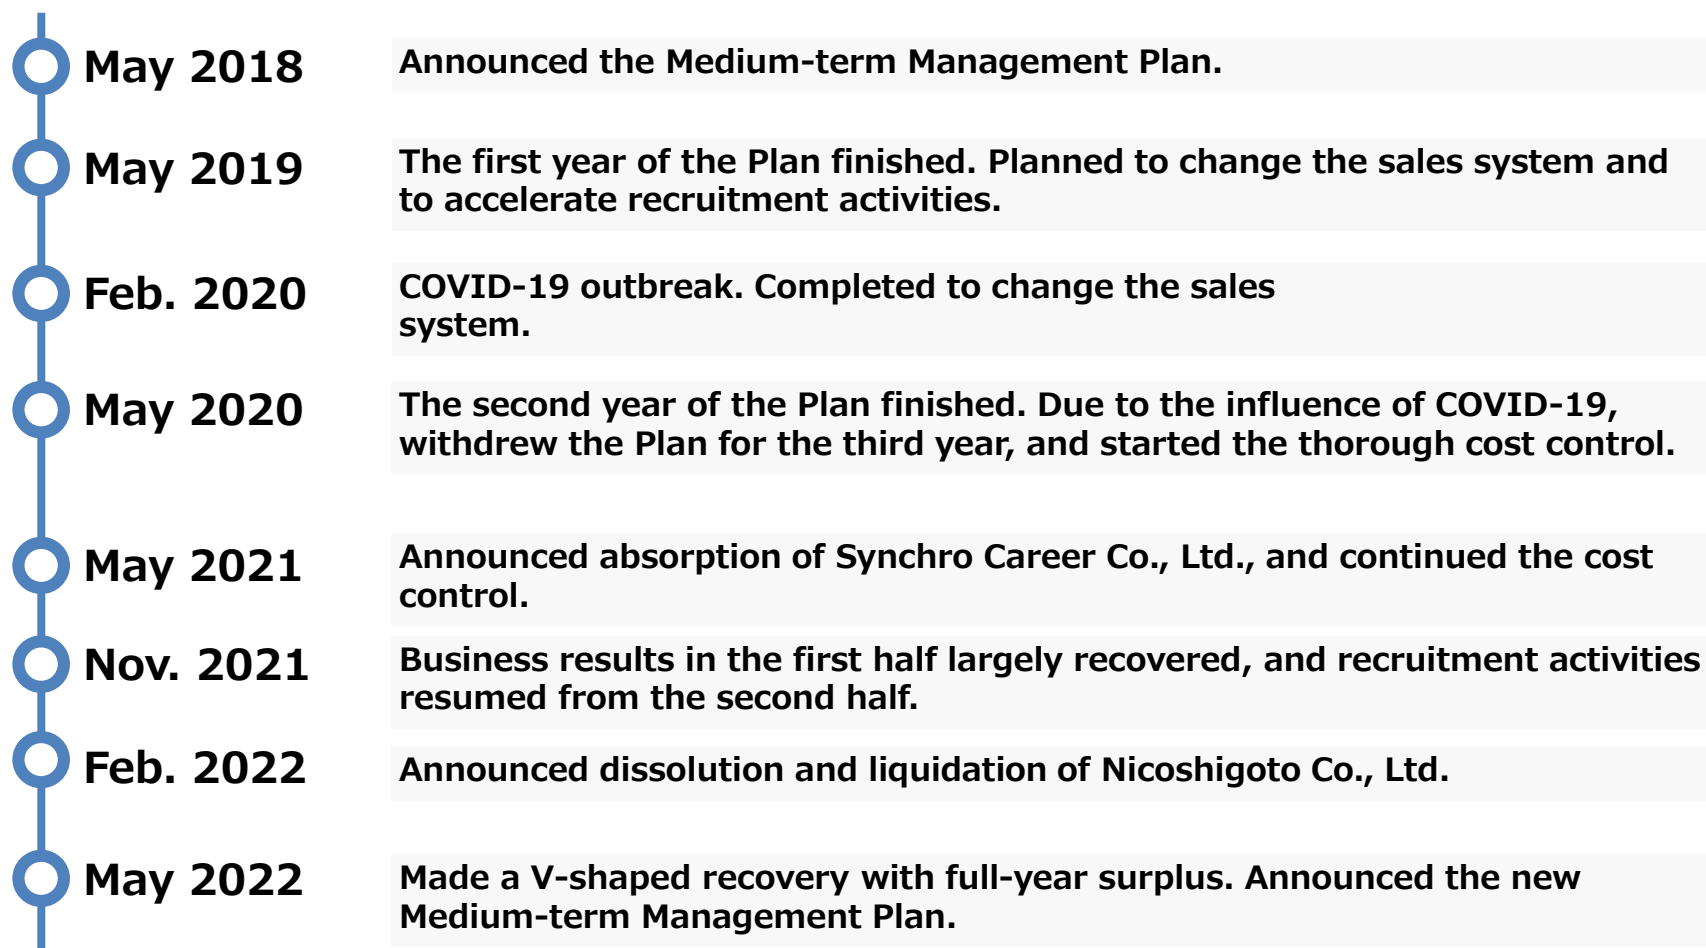 May 2018
Announced the Medium-term Management Plan.
May 2019
The first year of the Plan finished. Planned to change the sales system and
to accelerate recruitment activities.
Feb. 2020
COVID-19 outbreak. Completed to change the sales
system.
May 2020
The second year of the Plan finished. Due to the influence of COVID-19,
withdrew the Plan for the third year, and started the thorough cost control.
May 2021
Announced absorption of Synchro Career Co., Ltd., and continued the cost
control.
Nov. 2021
Business results in the first half largely recovered, and recruitment activities
resumed from the second half.
Feb. 2022
Announced dissolution and liquidation of Nicoshigoto Co., Ltd.
May 2022
Made a V-shaped recovery with full-year surplus. Announced the new
Medium-term Management Plan.